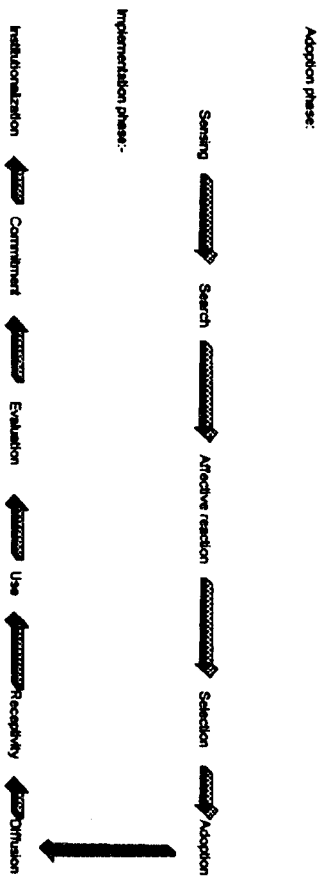 Adoption phase:
Sensing Search Affective reaction Selection Adoption
Implementation phase:-
Institutionalization Commitment Evaluation Use Receptivity Diffusion